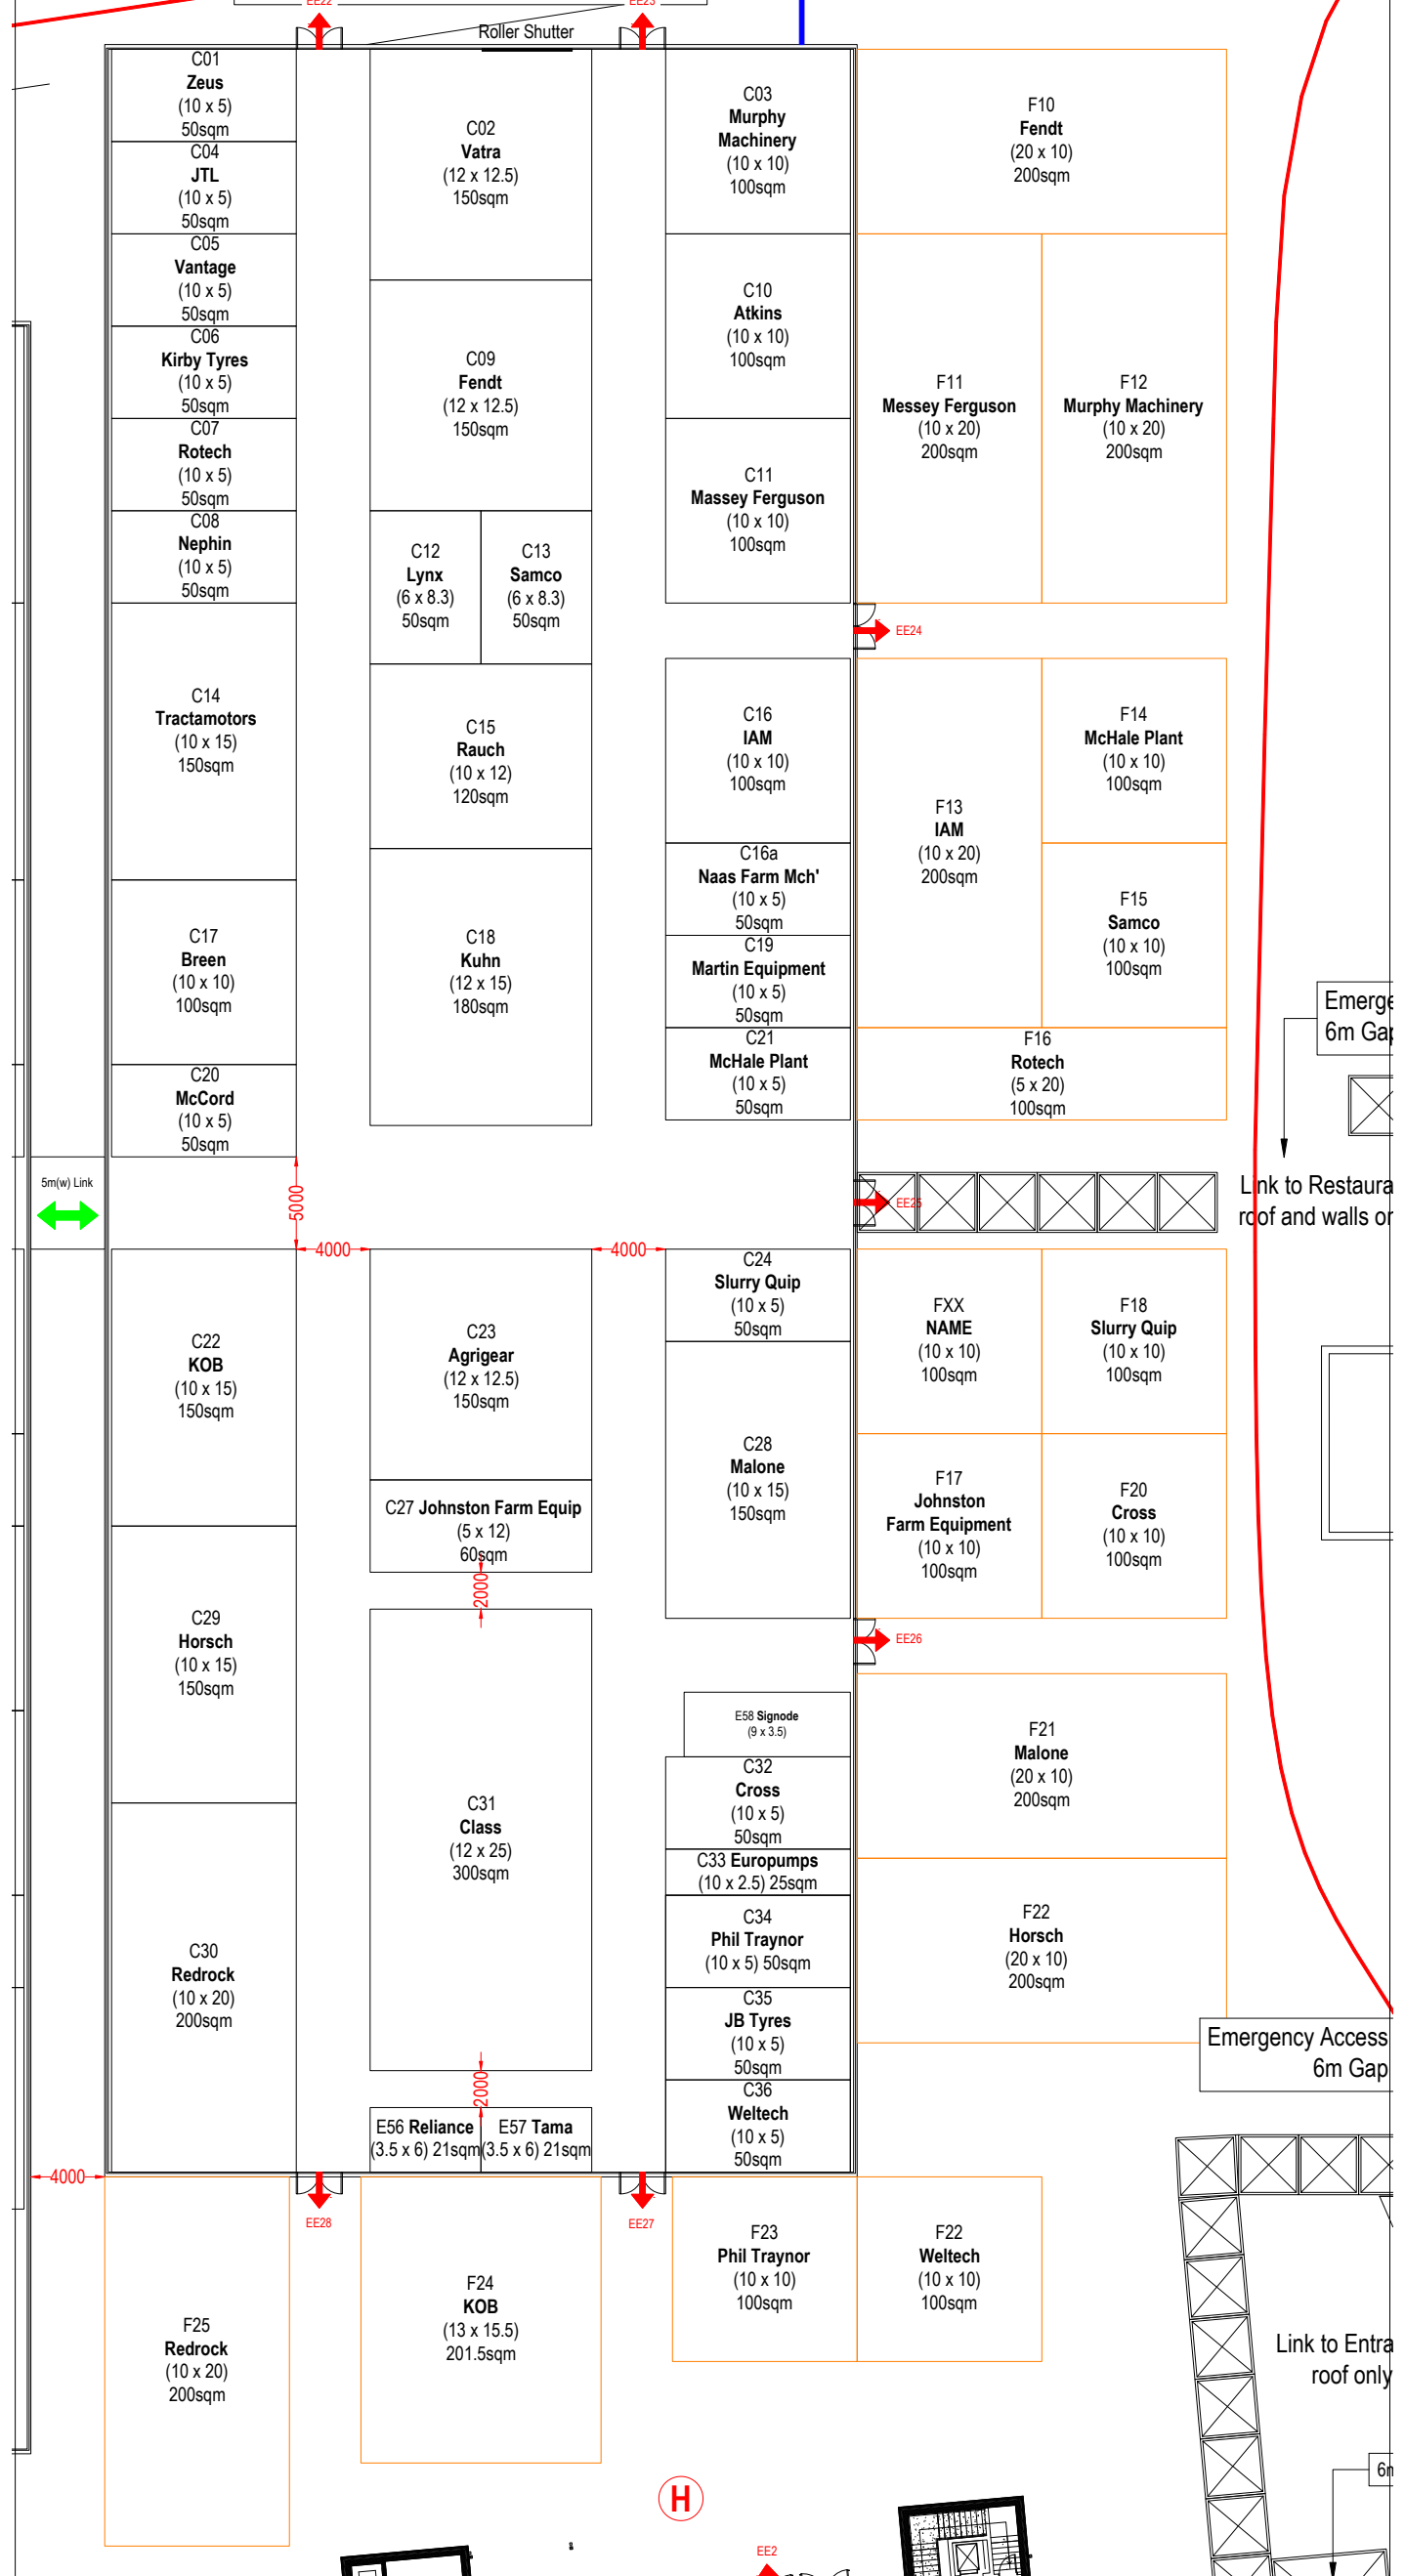 EE22
EE23
Roller Shutter
C01
Zeus
(10 x 5)
50sqm
C04
JTL
(10 x 5)
50sqm
C05
Vantage
(10 x 5)
50sqm
C06
Kirby Tyres
(10 x 5)
50sqm
C07
Rotech
(10 x 5)
50sqm
C08
Nephin
(10 x 5)
50sqm
C14
Tractamotors
(10 x 15)
150sqm
C17
Breen
(10 x 10)
100sqm
C20
McCord
(10 x 5)
50sqm
C02
Vatra
(12 x 12.5)
150sqm
C09
Fendt
(12 x 12.5)
150sqm
C12
Lynx
(6 x 8.3)
50sqm
C13
Samco
(6 x 8.3)
50sqm
C15
Rauch
(10 x 12)
120sqm
C18
Kuhn
(12 x 15)
180sqm
C03
Murphy
Machinery
(10 x 10)
100sqm
C10
Atkins
(10 x 10)
100sqm
C11
Massey Ferguson
(10 x 10)
100sqm
C16
IAM
(10 x 10)
100sqm
C16a
Naas Farm Mch'
(10 x 5)
50sqm
C19
Martin Equipment
(10 x 5)
50sqm
C21
McHale Plant
(10 x 5)
50sqm
F10
Fendt
(20 x 10)
200sqm
F11
Messey Ferguson
(10 x 20)
200sqm
F12
Murphy Machinery
(10 x 20)
200sqm
EE24
F13
IAM
(10 x 20)
200sqm
F14
McHale Plant
(10 x 10)
100sqm
F15
Samco
(10 x 10)
100sqm
F16
Rotech
(5 x 20)
100sqm
Emerge
6m Gap
5m(w) Link
5000
4000
4000
EE25
Link to Restaura
roof and walls or
C22
KOB
(10 x 15)
150sqm
C29
Horsch
(10 x 15)
150sqm
C30
Redrock
(10 x 20)
200sqm
C23
Agrigear
(12 x 12.5)
150sqm
C27 Johnston Farm Equip
(5 x 12)
60sqm
2000
C31
Class
(12 x 25)
300sqm
2000
E56 Reliance
(3.5 x 6) 21sqm
E57 Tama
(3.5 x 6) 21sqm
C24
Slurry Quip
(10 x 5)
50sqm
C28
Malone
(10 x 15)
150sqm
E58 Signode
(9 x 3.5)
C32
Cross
(10 x 5)
50sqm
C33 Europumps
(10 x 2.5) 25sqm
C34
Phil Traynor
(10 x 5) 50sqm
C35
JB Tyres
(10 x 5)
50sqm
C36
Weltech
(10 x 5)
50sqm
FXX
NAME
(10 x 10)
100sqm
F18
Slurry Quip
(10 x 10)
100sqm
F17
Johnston
Farm Equipment
(10 x 10)
100sqm
F20
Cross
(10 x 10)
100sqm
EE26
F21
Malone
(20 x 10)
200sqm
F22
Horsch
(20 x 10)
200sqm
Emergency Access
6m Gap
4000
EE28
EE27
F25
Redrock
(10 x 20)
200sqm
F24
KOB
(13 x 15.5)
201.5sqm
F23
Phil Traynor
(10 x 10)
100sqm
F22
Weltech
(10 x 10)
100sqm
Link to Entra
roof only
6m
H
EE2